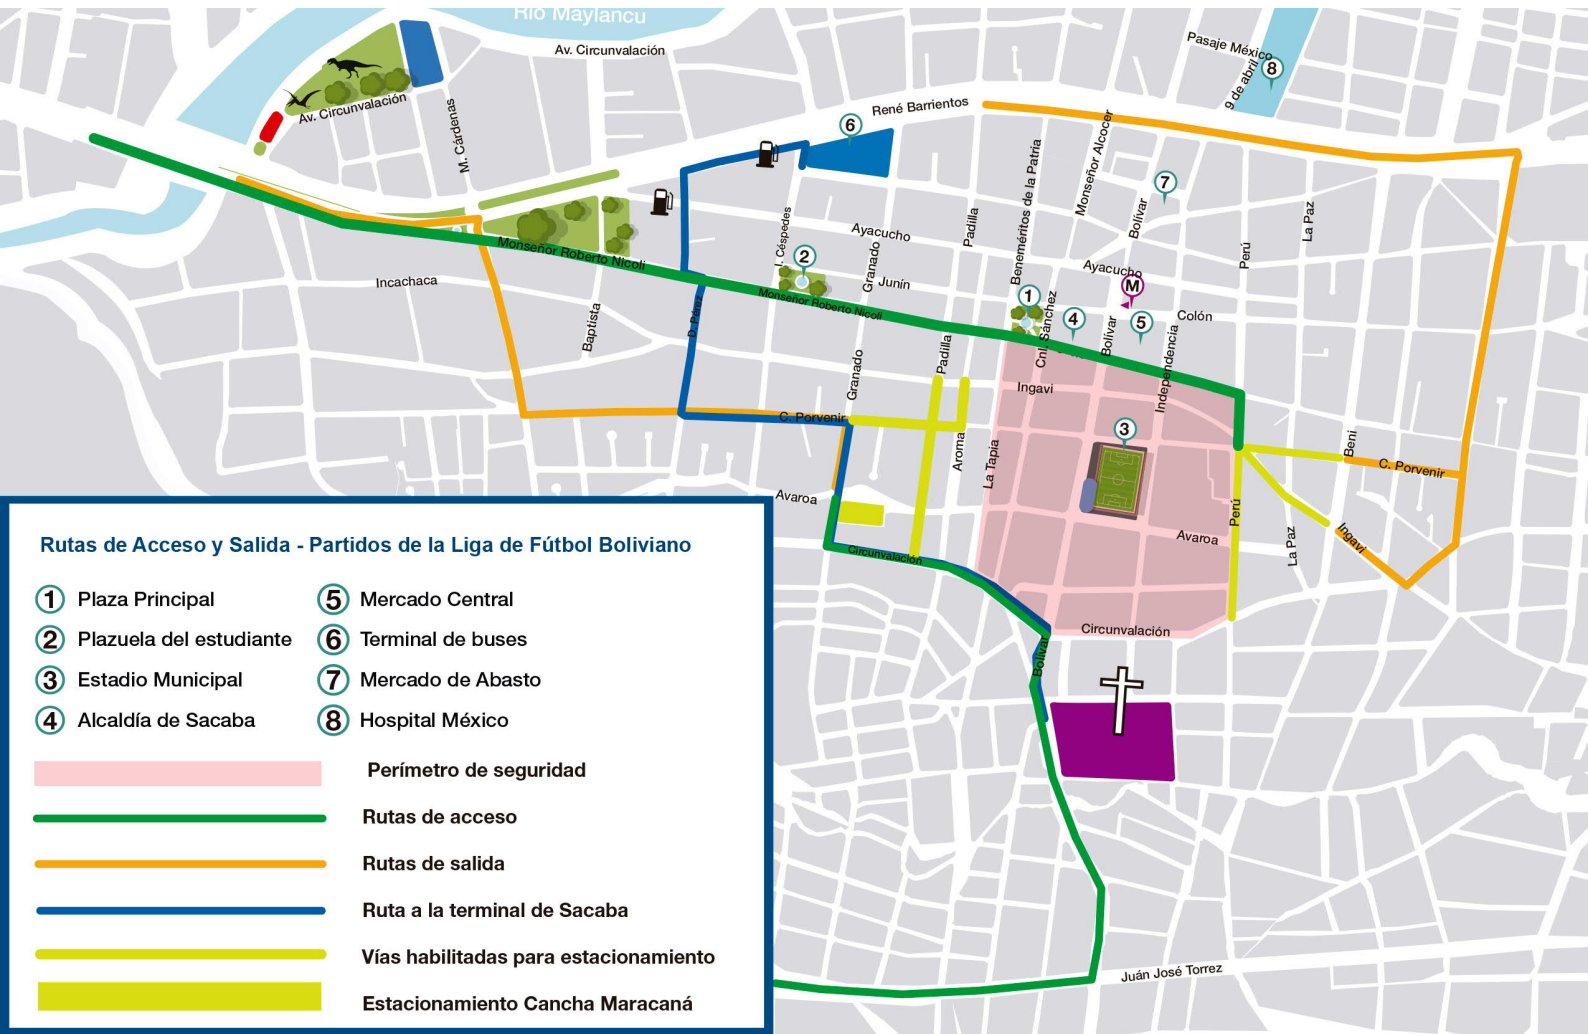 Río Maylancu
Av. Circunvalación
Pasaje México
9 de abril
8
Av. Circunvalación
M. Cárdenas
René Barrientos
6
Monseñor Alcocer
Beneméritos de la Patria
7
Bolívar
La Paz
Perú
Padilla
Ayacucho
Granado
Junín
J. Céspedes
2
Monseñor Roberto Nicoli
Monseñor Roberto Nicoli
Incachaca
Baptista
D. Pérez
Ayacucho
M
1
4
5
Colón
Cnl. Sánchez
Bolívar
Independencia
Padilla
Granado
Ingavi
C. Porvenir
3
Aroma
La Tapia
Beni
C. Porvenir
Avaroa
Perú
Avaroa
La Paz
Ingavi
Circunvalación
Circunvalación
Bolívar
Juán José Torrez
Rutas de Acceso y Salida - Partidos de la Liga de Fútbol Boliviano
1 Plaza Principal
2 Plazuela del estudiante
3 Estadio Municipal
4 Alcaldía de Sacaba
5 Mercado Central
6 Terminal de buses
7 Mercado de Abasto
8 Hospital México
Perímetro de seguridad
Rutas de acceso
Rutas de salida
Ruta a la terminal de Sacaba
Vías habilitadas para estacionamiento
Estacionamiento Cancha Maracaná